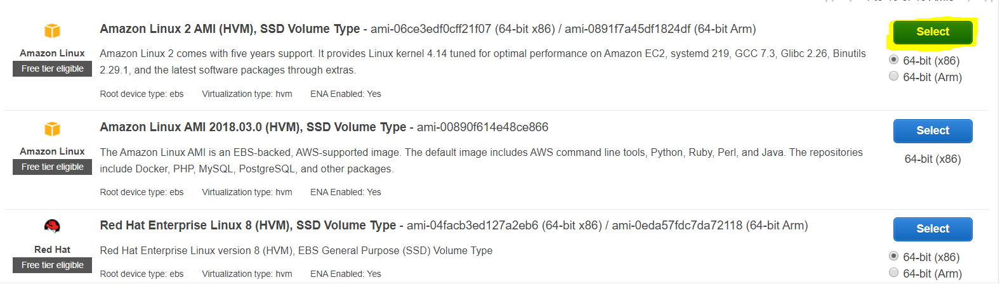 Amazon Linux 2 AMI (HVM), SSD Volume Type - ami-06ce3edf0cff21f07 (64-bit x86) / ami-0891f7a45df1824df (64-bit Arm)
Select
Amazon Linux
Free tier eligible
Amazon Linux 2 comes with five years support. It provides Linux kernel 4.14 tuned for optimal performance on Amazon EC2, systemd 219, GCC 7.3, Glibc 2.26, Binutils
2.29.1, and the latest software packages through extras.
64-bit (x86)
64-bit (Arm)
Root device type: ebs Virtualization type: hvm ENA Enabled: Yes
Amazon Linux AMI 2018.03.0 (HVM), SSD Volume Type - ami-00890f614e48ce866
Select
Amazon Linux
Free tier eligible
The Amazon Linux AMI is an EBS-backed, AWS-supported image. The default image includes AWS command line tools, Python, Ruby, Perl, and Java. The repositories
include Docker, PHP, MySQL, PostgreSQL, and other packages.
64-bit (x86)
Root device type: ebs Virtualization type: hvm ENA Enabled: Yes
Red Hat Enterprise Linux 8 (HVM), SSD Volume Type - ami-04facb3ed127a2eb6 (64-bit x86) / ami-0eda57fdc7da72118 (64-bit Arm)
Select
Red Hat
Free tier eligible
Red Hat Enterprise Linux version 8 (HVM), EBS General Purpose (SSD) Volume Type
64-bit (x86)
64-bit (Arm)
Root device type: ebs Virtualization type: hvm ENA Enabled: Yes